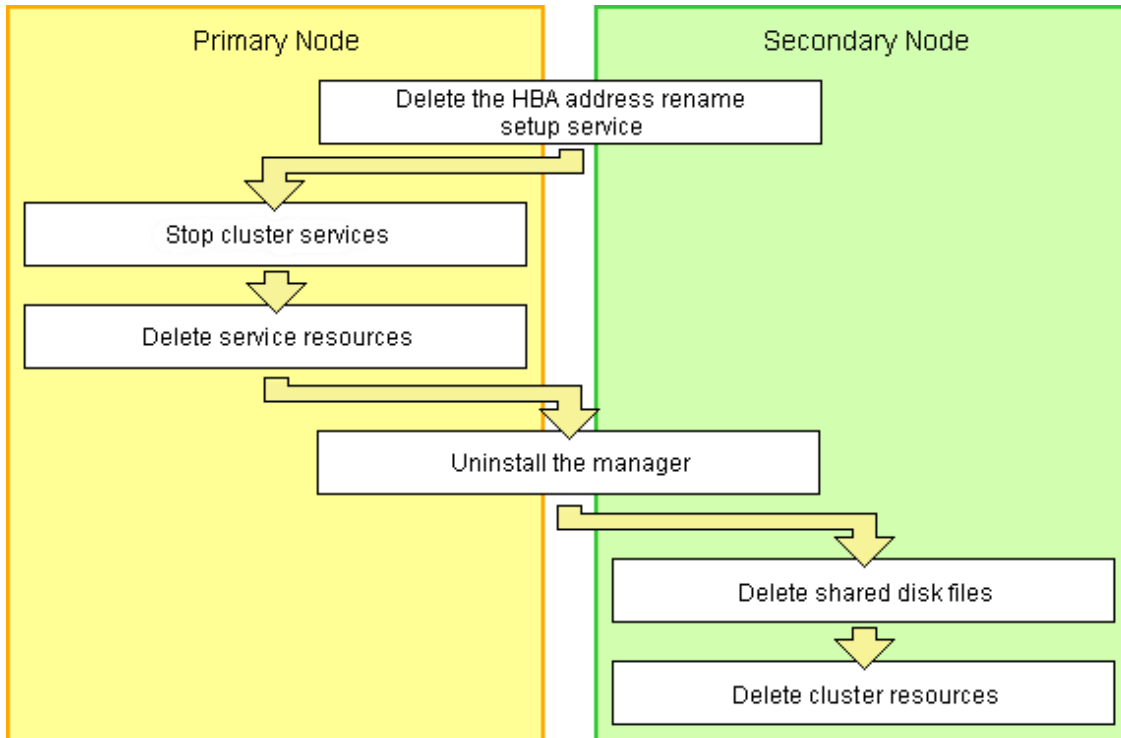 Primary Node
Secondary Node
Delete the HBA address rename
setup service
Stop cluster services
Delete service resources
Uninstall the manager
Delete shared disk files
Delete cluster resources